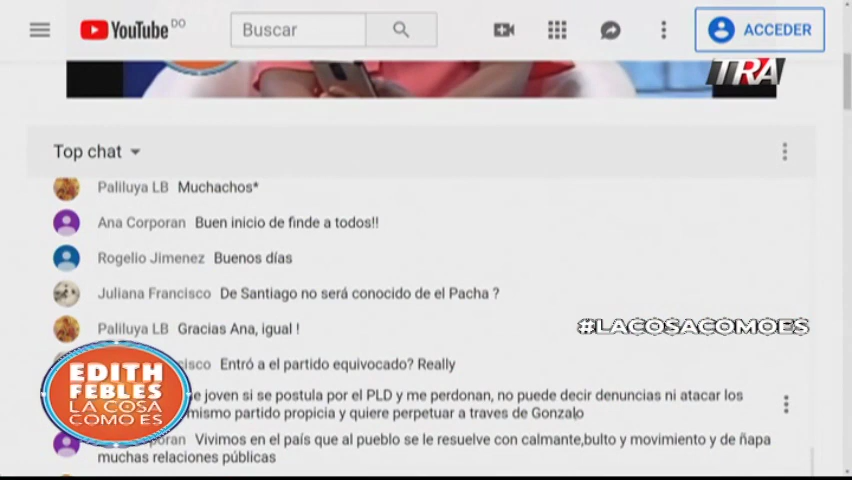 YouTube DO
Buscar
ACCEDER
TRA
Top chat
Paliluya LB Muchachos*
Ana Corporan Buen inicio de finde a todos!!
Rogelio Jimenez Buenos días
Juliana Francisco De Santiago no será conocido de el Pacha ?
Paliluya LB Gracias Ana, igual !
#LACOSACOMOES
cisco Entró a el partido equivocado? Really
e joven si se postula por el PLD y me perdonan, no puede decir denuncias ni atacar los
mismo partido propicia y quiere perpetuar a traves de Gonzalo
EDITH
FEBLES
LA COSA
COMO ES
oran Vivimos en el país que al pueblo se le resuelve con calmante,bulto y movimiento y de ñapa
muchas relaciones públicas